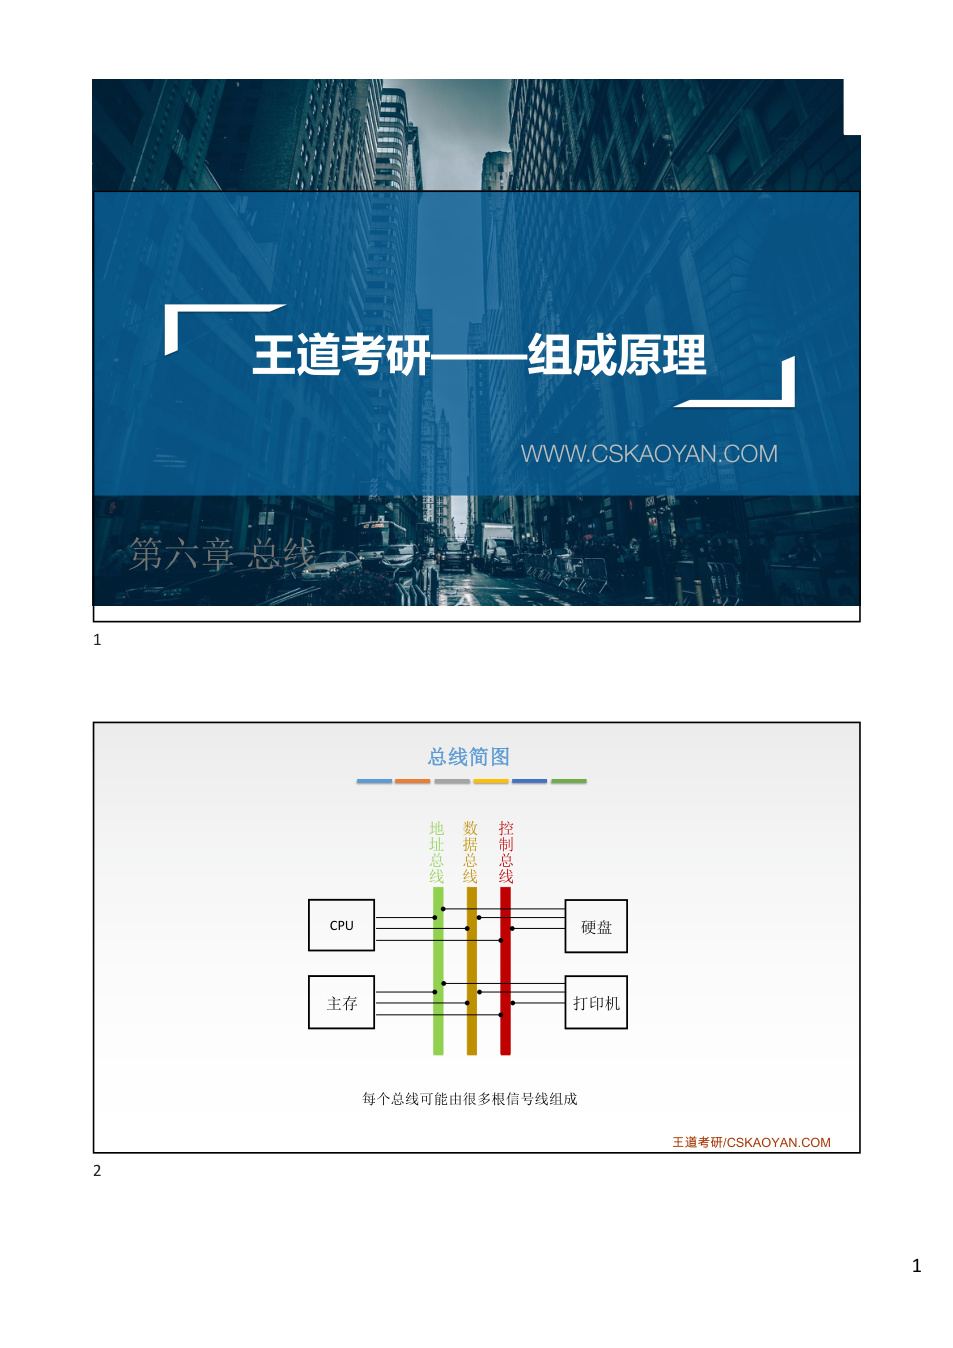 王道考研——组成原理
WWW.CSKAOYAN.COM
第六章 总线
1
总线简图
地址总线
数据总线
控制总线
CPU
硬盘
主存
打印机
每个总线可能由很多根信号线组成
王道考研/CSKAOYAN.COM
2
1